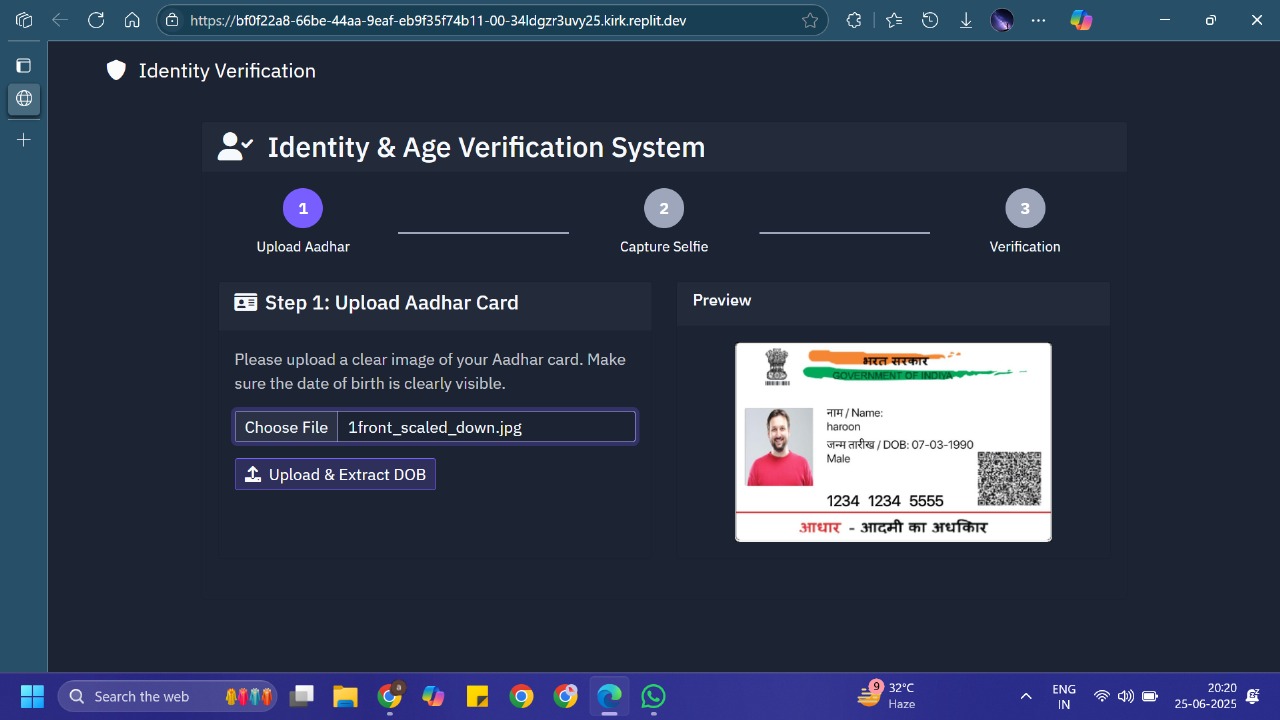 https://bf0f22a8-66be-44aa-9eaf-eb9f35f74b11-00-34ldgzr3uvy25.kirk.replit.dev
Identity Verification
Identity & Age Verification System
1
2
3
Upload Aadhar
Capture Selfie
Verification
Step 1: Upload Aadhar Card
Please upload a clear image of your Aadhar card. Make
sure the date of birth is clearly visible.
Choose File 1front_scaled_down.jpg
Upload & Extract DOB
Preview
भरत सरकार
GOVERNMENT OF INDIYA
नाम / Name:
haroon
जन्म तारीख / DOB: 07-03-1990
Male
1234 1234 5555
आधार - आदमी का अधकिार
Search the web
a
9
32°C
Haze
ENG
IN
20:20
25-06-2025